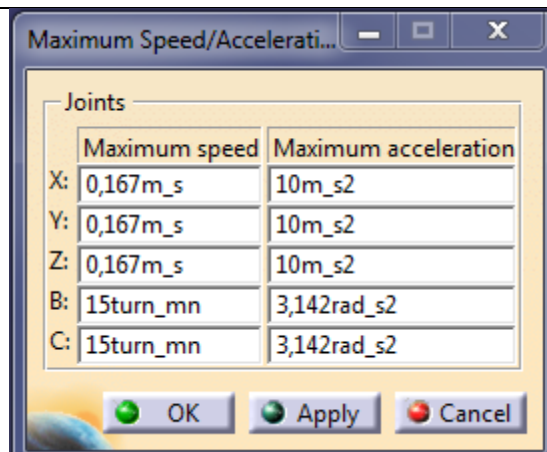 Maximum Speed/Accelerati...
Joints
Maximum speed Maximum acceleration
X: 0,167m_s 10m_s2
Y: 0,167m_s 10m_s2
Z: 0,167m_s 10m_s2
B: 15turn_mn 3,142rad_s2
C: 15turn_mn 3,142rad_s2
OK Apply Cancel